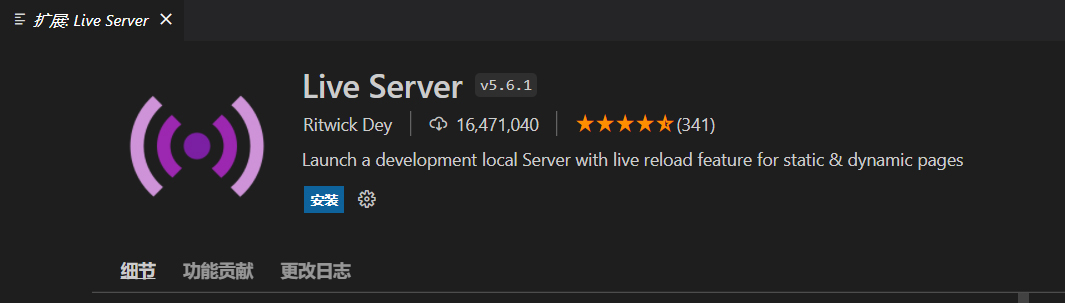 扩展: Live Server
Live Server v5.6.1
Ritwick Dey 16,471,040 (341)
Launch a development local Server with live reload feature for static & dynamic pages
安装
细节 功能贡献 更改日志